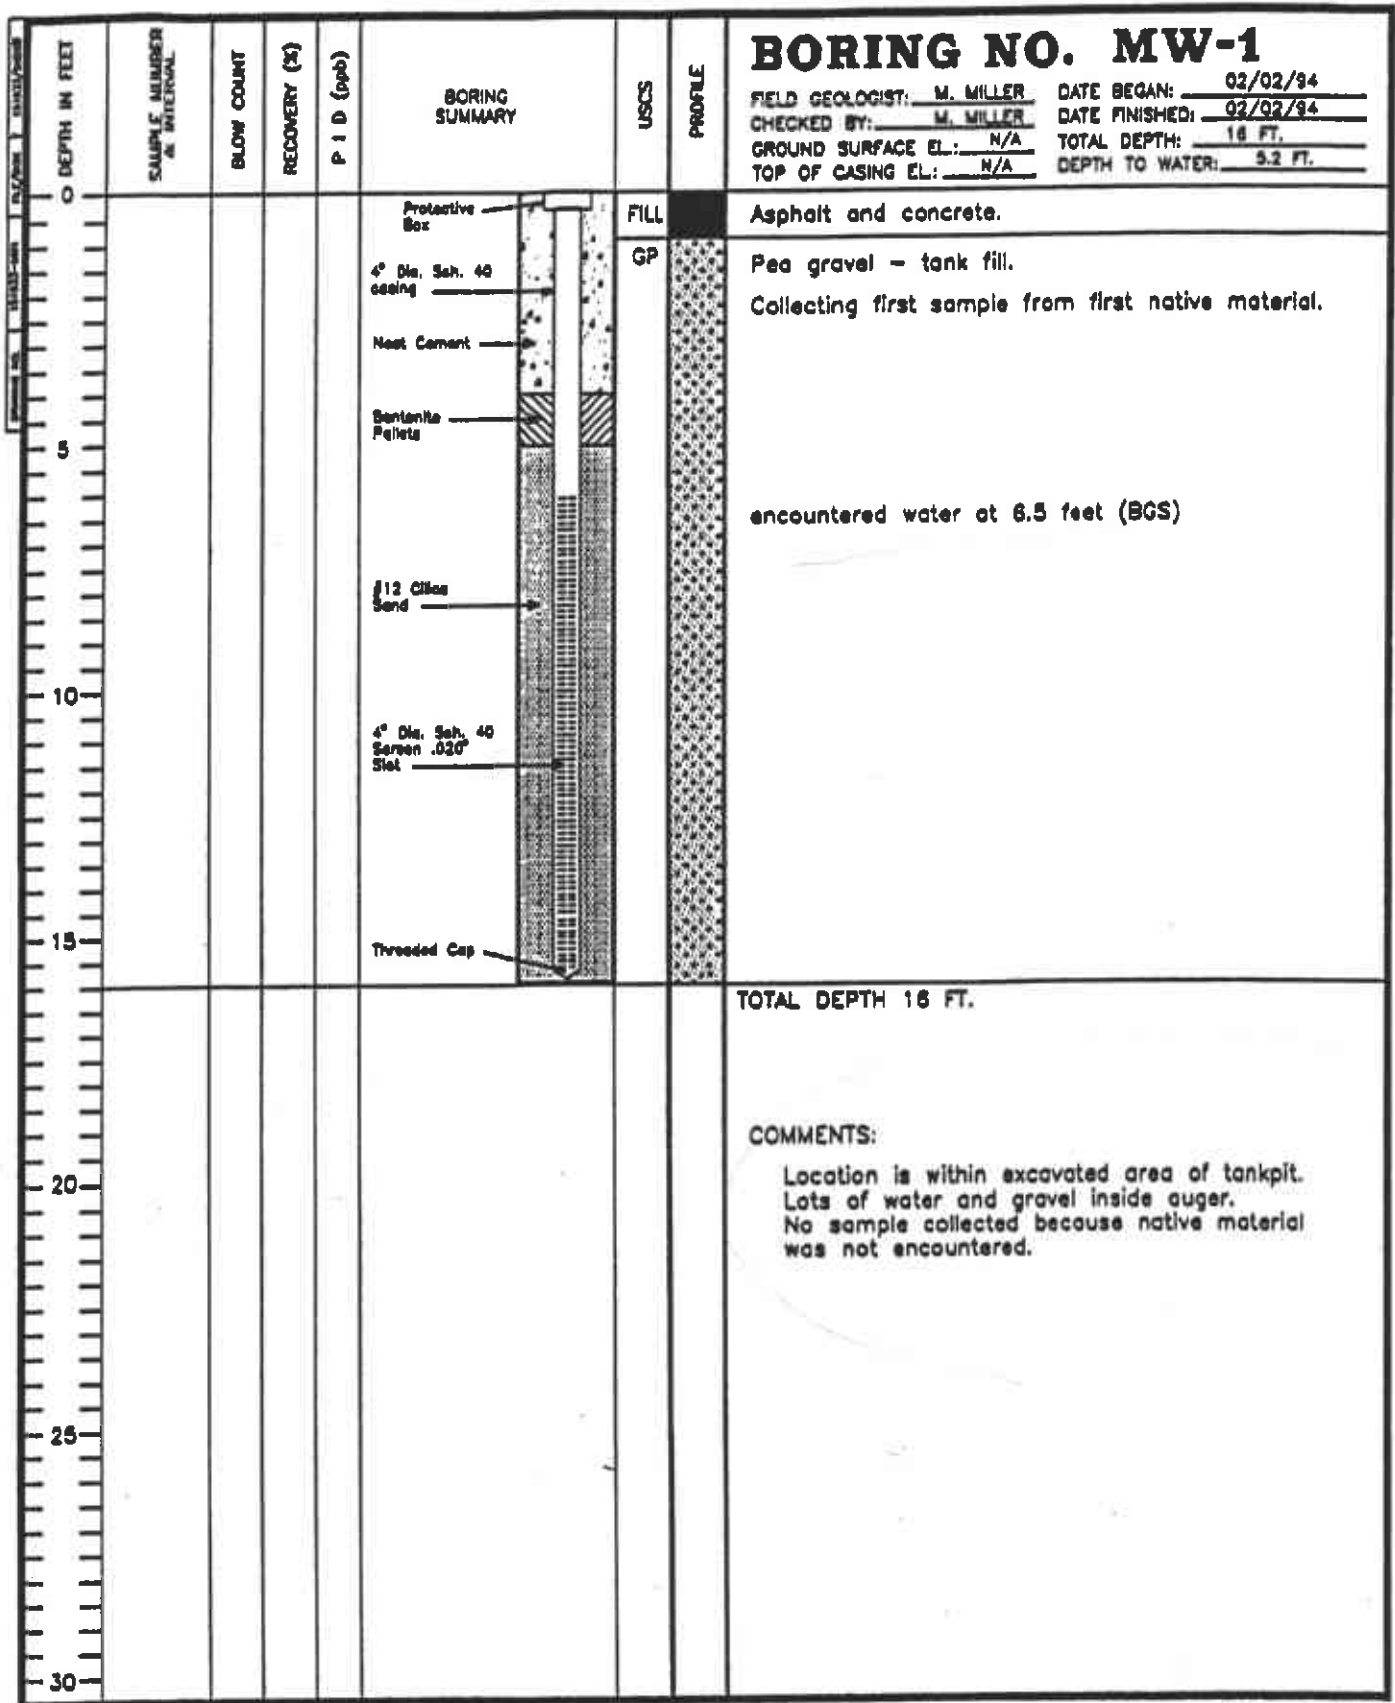 DEPTH IN FEET
SAMPLE NUMBER
& INTERVAL
BLOW COUNT
RECOVERY (%)
P I D (ppb)
BORING
SUMMARY
USCS
PROFILE
BORING NO. MW-1
FIELD GEOLOGIST: M. MILLER
CHECKED BY: M. MILLER
GROUND SURFACE EL.: N/A
TOP OF CASING EL.: N/A
DATE BEGAN: 02/02/94
DATE FINISHED: 02/02/94
TOTAL DEPTH: 16 FT.
DEPTH TO WATER: 5.2 FT.
0
5
10
15
20
25
30
Protective
Box
4" Dia. Sch. 40
casing
Neat Cement
Bentonite
Pellets
#12 Cilica
Sand
4" Dia. Sch. 40
Screen .020"
Slot
Threaded Cap
FILL
GP
Asphalt and concrete.
Pea gravel – tank fill.
Collecting first sample from first native material.
encountered water at 6.5 feet (BGS)
TOTAL DEPTH 16 FT.
COMMENTS:
Location is within excavated area of tankpit.
Lots of water and gravel inside auger.
No sample collected because native material
was not encountered.